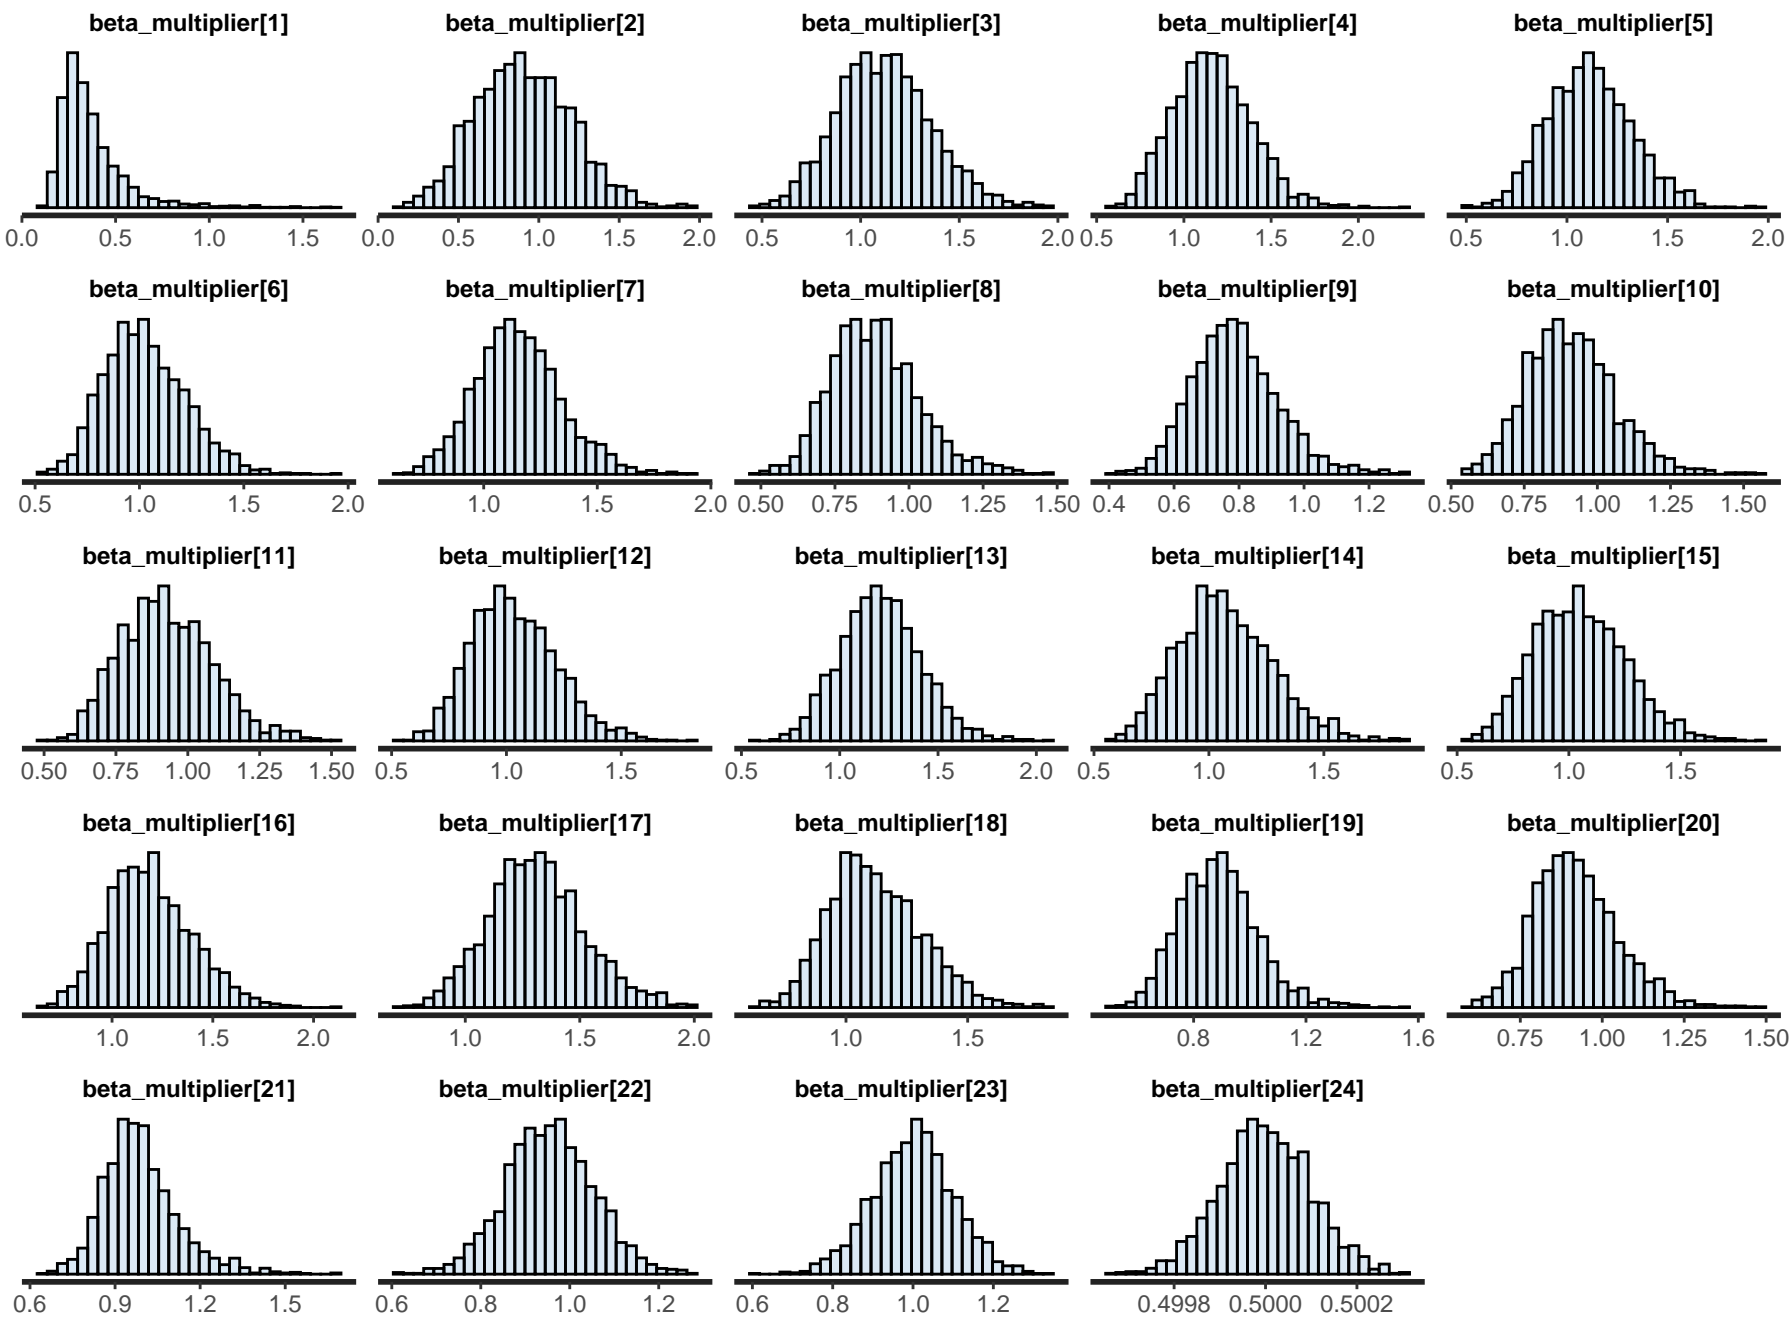 beta_multiplier[1] beta_multiplier[2] beta_multiplier[3] beta_multiplier[4] beta_multiplier[5]
0.0 0.5 1.0 1.5 0.0 0.5 1.0 1.5 2.0 0.5 1.0 1.5 2.0 0.5 1.0 1.5 2.0 0.5 1.0 1.5 2.0
beta_multiplier[6] beta_multiplier[7] beta_multiplier[8] beta_multiplier[9] beta_multiplier[10]
0.5 1.0 1.5 2.0 1.0 1.5 2.0 0.50 0.75 1.00 1.25 1.50 0.4 0.6 0.8 1.0 1.2 0.50 0.75 1.00 1.25 1.50
beta_multiplier[11] beta_multiplier[12] beta_multiplier[13] beta_multiplier[14] beta_multiplier[15]
0.50 0.75 1.00 1.25 1.50 0.5 1.0 1.5 0.5 1.0 1.5 2.0 0.5 1.0 1.5 0.5 1.0 1.5
beta_multiplier[16] beta_multiplier[17] beta_multiplier[18] beta_multiplier[19] beta_multiplier[20]
1.0 1.5 2.0 1.0 1.5 2.0 1.0 1.5 0.8 1.2 1.6 0.75 1.00 1.25 1.50
beta_multiplier[21] beta_multiplier[22] beta_multiplier[23] beta_multiplier[24]
0.6 0.9 1.2 1.5 0.6 0.8 1.0 1.2 0.6 0.8 1.0 1.2 0.4998 0.5000 0.5002